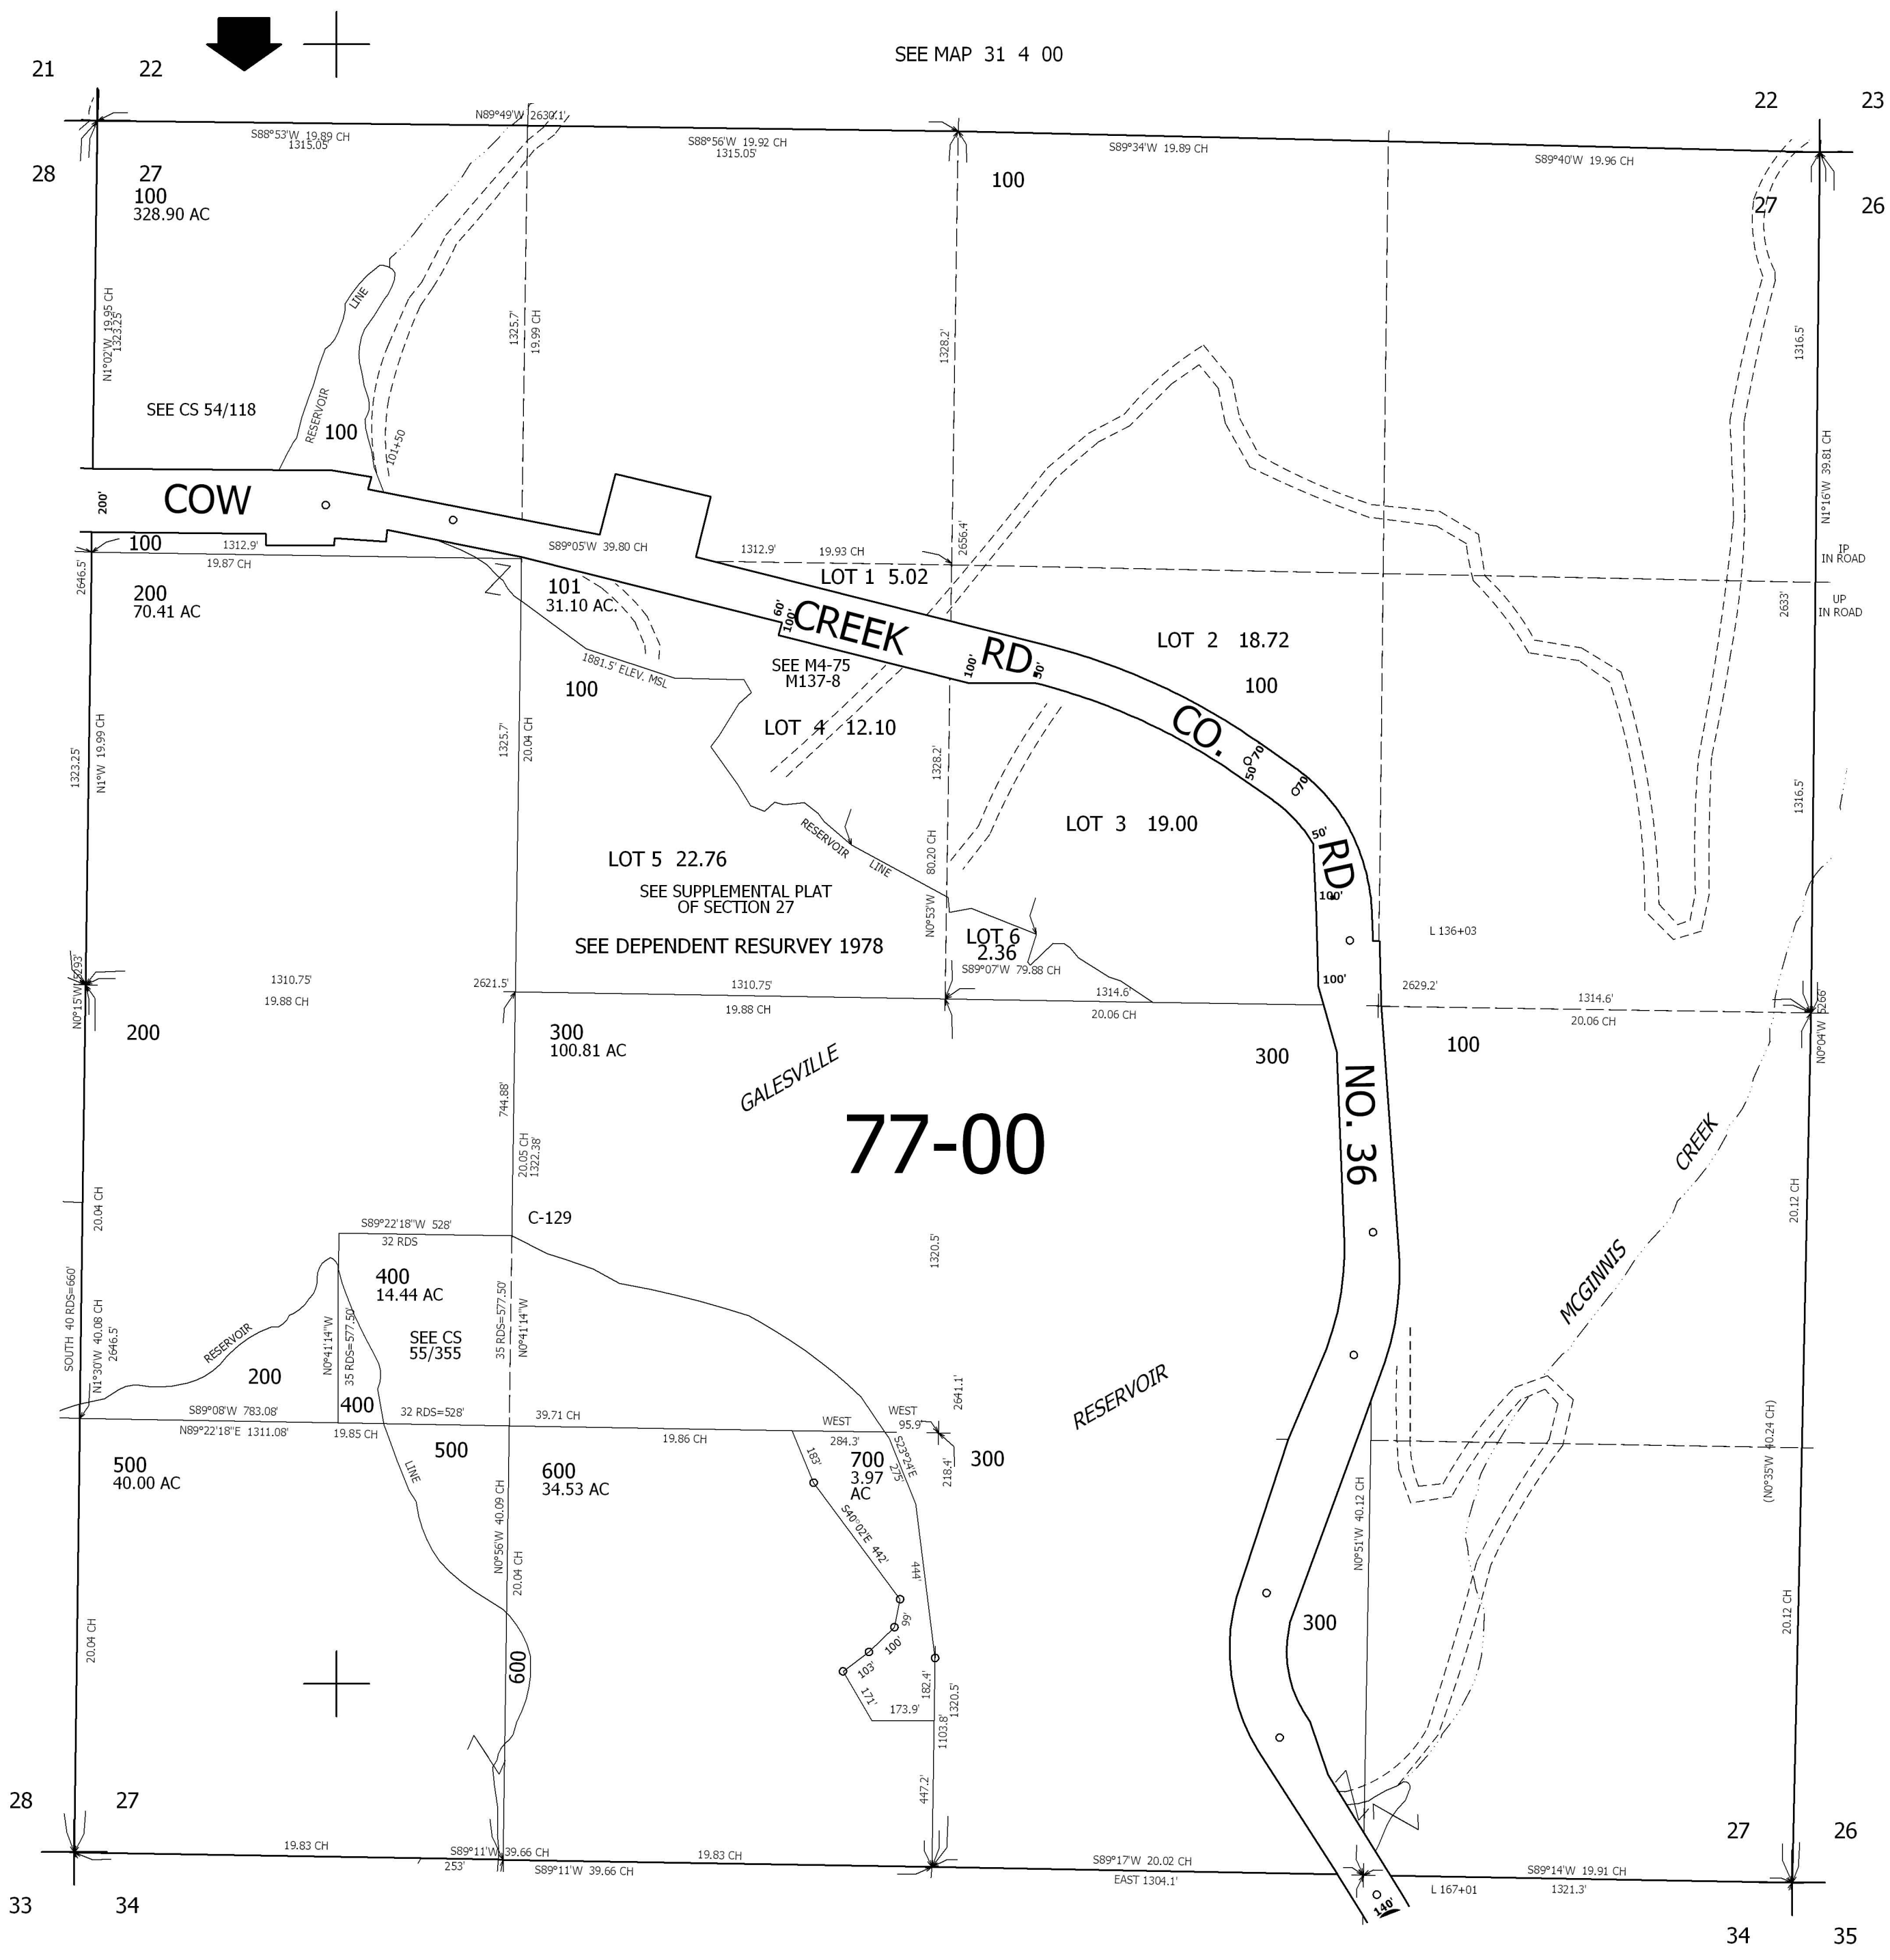 SEE MAP 31 4 00
21
22
22
23
N89°49'W 2630.1'
S88°53'W 19.89 CH
1315.05'
S88°56'W 19.92 CH
1315.05'
S89°34'W 19.89 CH
S89°40'W 19.96 CH
28
27
100
328.90 AC
100
27
26
N1°02'W 19.95 CH
1323.25'
LINE
RESERVOIR
1325.7'
19.99 CH
1328.2'
1316.5'
SEE CS 54/118
100
101+50
N1°16'W 39.81 CH
COW
200'
100
1312.9'
19.87 CH
S89°05'W 39.80 CH
1312.9'
19.93 CH
2656.4'
IP
IN ROAD
UP
IN ROAD
2646.5'
200
70.41 AC
101
31.10 AC.
LOT 1 5.02
2633'
60'
100'
CREEK
RD.
100'
50'
LOT 2 18.72
100
1881.5' ELEV. MSL
SEE M4-75
M137-8
100
LOT 4 12.10
CO.
70'
50'
70'
1323.25'
N1°W 19.99 CH
1325.7'
20.04 CH
1328.2'
1316.5'
LOT 3 19.00
50'
RD.
100'
RESERVOIR
LINE
80.20 CH
N0°53'W
LOT 5 22.76
SEE SUPPLEMENTAL PLAT
OF SECTION 27
SEE DEPENDENT RESURVEY 1978
LOT 6
2.36
L 136+03
S89°07'W 79.88 CH
N0°15'W 5293'
1310.75'
19.88 CH
2621.5'
1310.75'
19.88 CH
1314.6'
20.06 CH
100'
2629.2'
1314.6'
20.06 CH
N0°04'W 5266'
200
300
100.81 AC
GALESVILLE
300
100
77-00
NO. 36
744.88'
20.05 CH
1322.38'
CREEK
MCGINNIS
20.04 CH
20.12 CH
S89°22'18"W 528'
32 RDS
C-129
1320.5'
400
14.44 AC
SEE CS
55/355
SOUTH 40 RDS=660'
N1°30'W 40.08 CH
2646.5'
RESERVOIR
N0°41'14"W
35 RDS=577.50'
35 RDS=577.50'
N0°41'14"W
200
400
RESERVOIR
2641.1'
S89°08'W 783.08'
N89°22'18"E 1311.08'
32 RDS=528'
19.85 CH
39.71 CH
19.86 CH
WEST
284.3'
WEST
95.9'
500
40.00 AC
500
LINE
600
34.53 AC
183'
700
3.97
AC
S23°24'E
275'
218.4'
300
(N0°35'W 40.24 CH)
N0°56'W 40.09 CH
20.04 CH
S40°02'E 442'
444'
N0°51'W 40.12 CH
99'
100'
103'
171'
173.9'
182.4'
1320.5'
1103.8'
447.2'
300
20.04 CH
600
20.12 CH
28
27
27
26
19.83 CH
S89°11'W 39.66 CH
253'
S89°11'W 39.66 CH
19.83 CH
S89°17'W 20.02 CH
EAST 1304.1'
S89°14'W 19.91 CH
L 167+01
1321.3'
140'
33
34
34
35